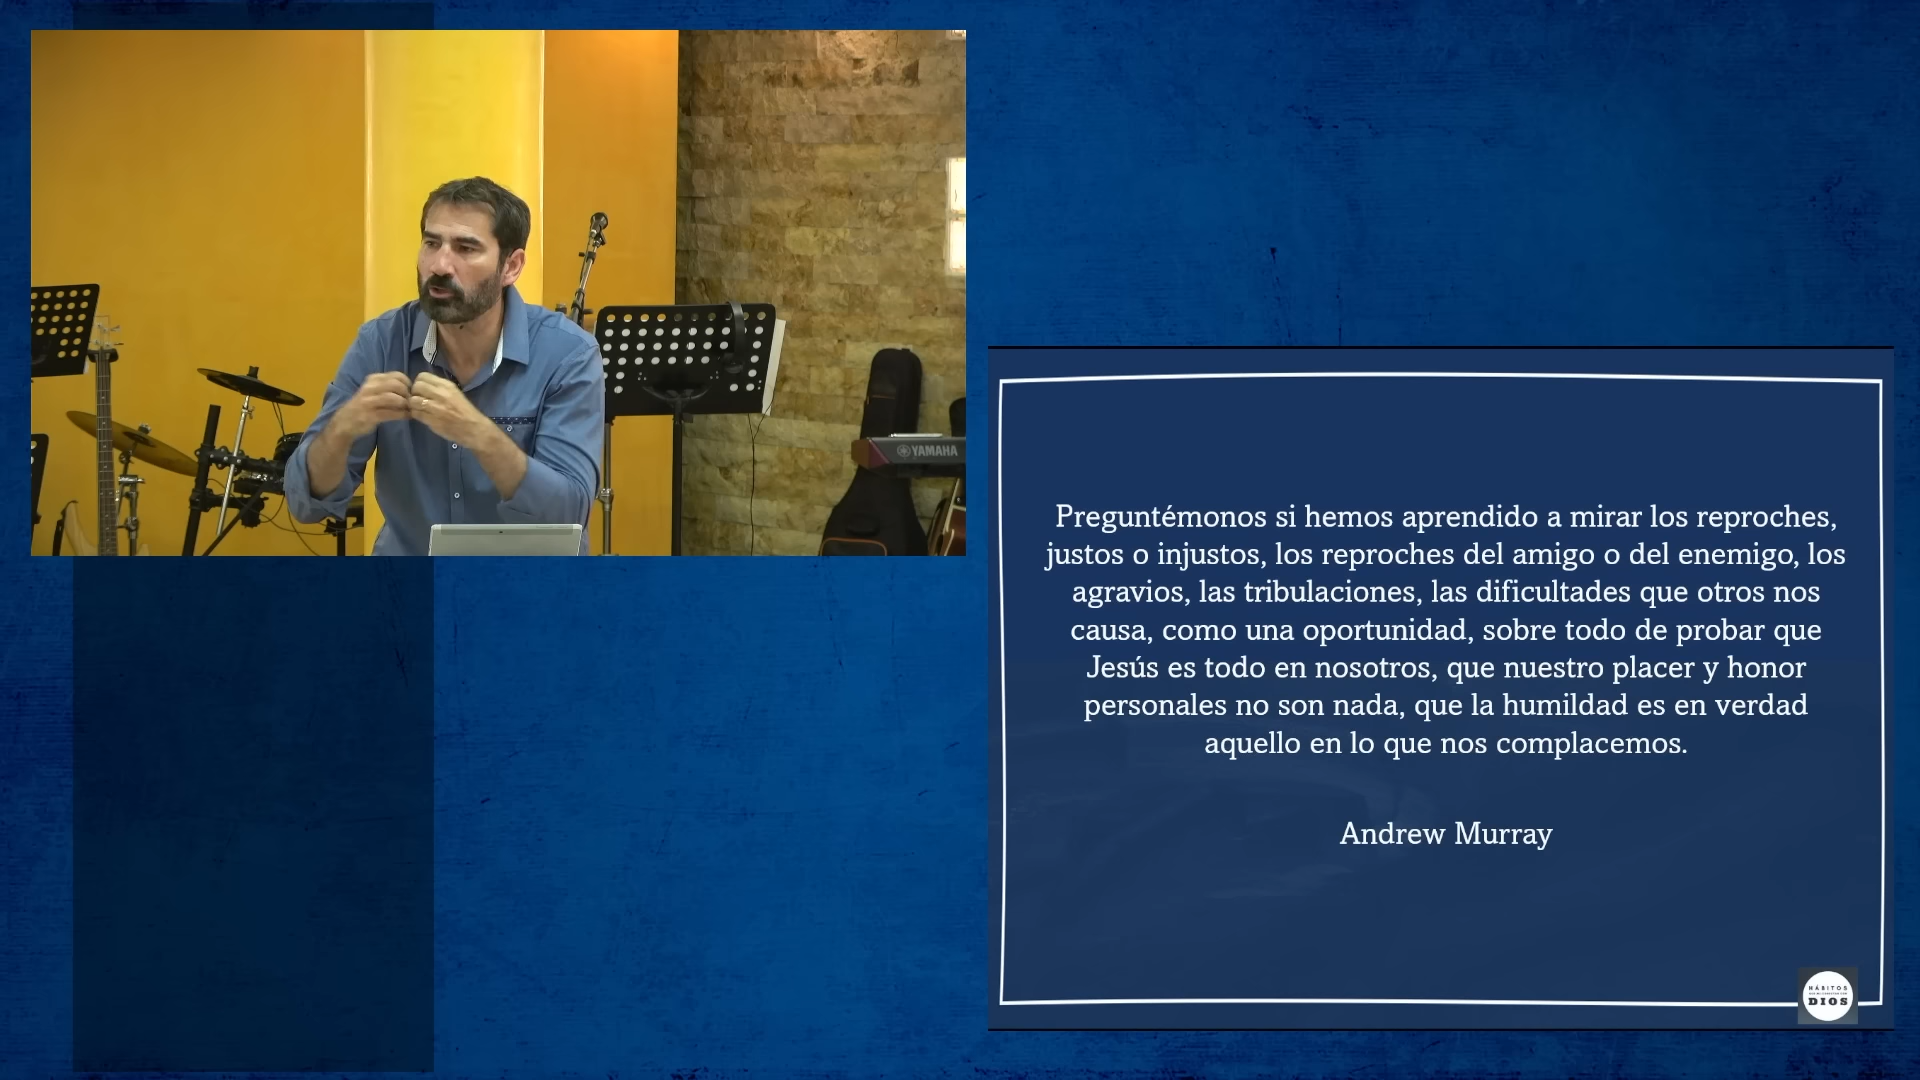 YAMAHA
Preguntémonos si hemos aprendido a mirar los reproches,
justos o injustos, los reproches del amigo o del enemigo, los
agravios, las tribulaciones, las dificultades que otros nos
causa, como una oportunidad, sobre todo de probar que
Jesús es todo en nosotros, que nuestro placer y honor
personales no son nada, que la humildad es en verdad
aquello en lo que nos complacemos.
Andrew Murray
HÁBITOS
DIOS